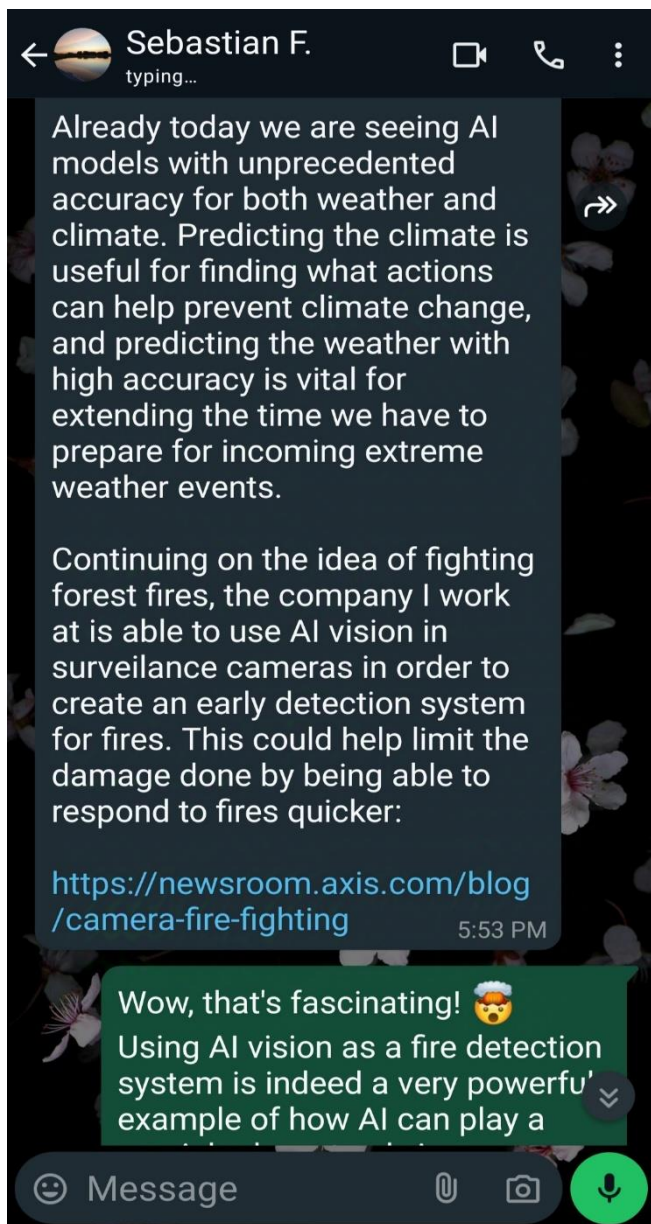 Sebastian F.
typing...
Already today we are seeing AI
models with unprecedented
accuracy for both weather and
climate. Predicting the climate is
useful for finding what actions
can help prevent climate change,
and predicting the weather with
high accuracy is vital for
extending the time we have to
prepare for incoming extreme
weather events.
Continuing on the idea of fighting
forest fires, the company I work
at is able to use AI vision in
surveilance cameras in order to
create an early detection system
for fires. This could help limit the
damage done by being able to
respond to fires quicker:
https://newsroom.axis.com/blog
/camera-fire-fighting
5:53 PM
Wow, that's fascinating! 🤯
Using AI vision as a fire detection
system is indeed a very powerful
example of how AI can play a
Message